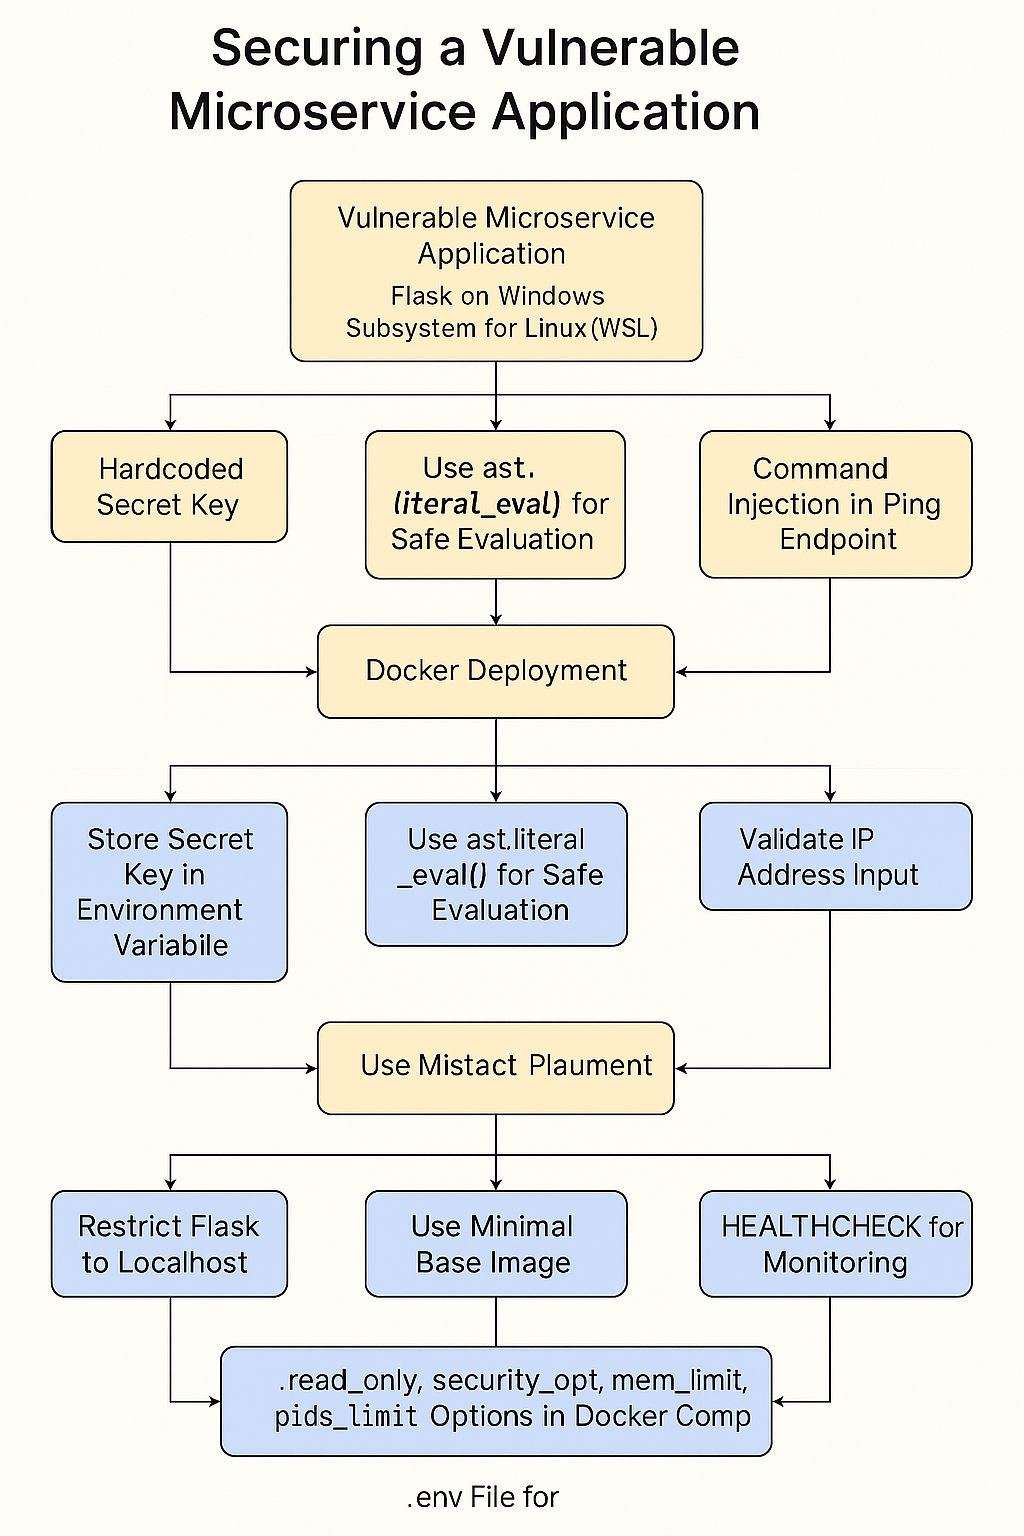 Securing a Vulnerable
Microservice Application
Vulnerable Microservice
Application
Flask on Windows
Subsystem for Linux (WSL)
Hardcoded
Secret Key
Use ast.
(iteral_eval) for
Safe Evaluation
Command
Injection in Ping
Endpoint
Docker Deployment
Store Secret
Key in
Environment
Variabile
Use ast.literal
_eval() for Safe
Evaluation
Validate IP
Address Input
Use Mistact Plaument
Restrict Flask
to Localhost
Use Minimal
Base Image
HEALTHCHECK for
Monitoring
.read_only, security_opt, mem_limit,
pids_limit Options in Docker Comp
.env File for